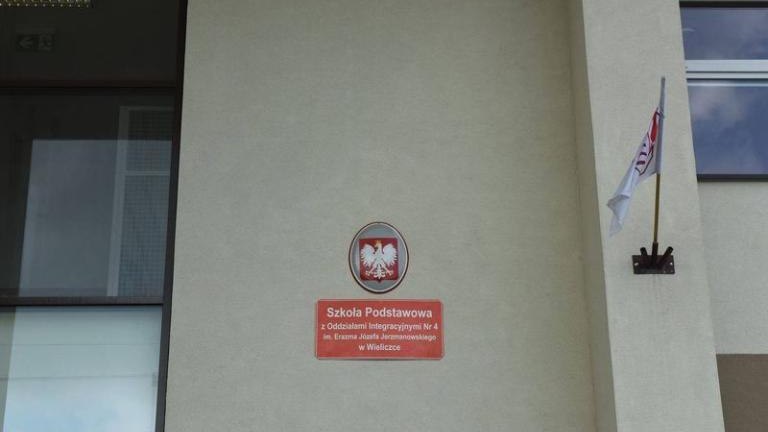 Szkoła Podstawowa
z Oddziałami Integracyjnymi Nr 4
im. Erazma Józefa Jerzmanowskiego
w Wieliczce